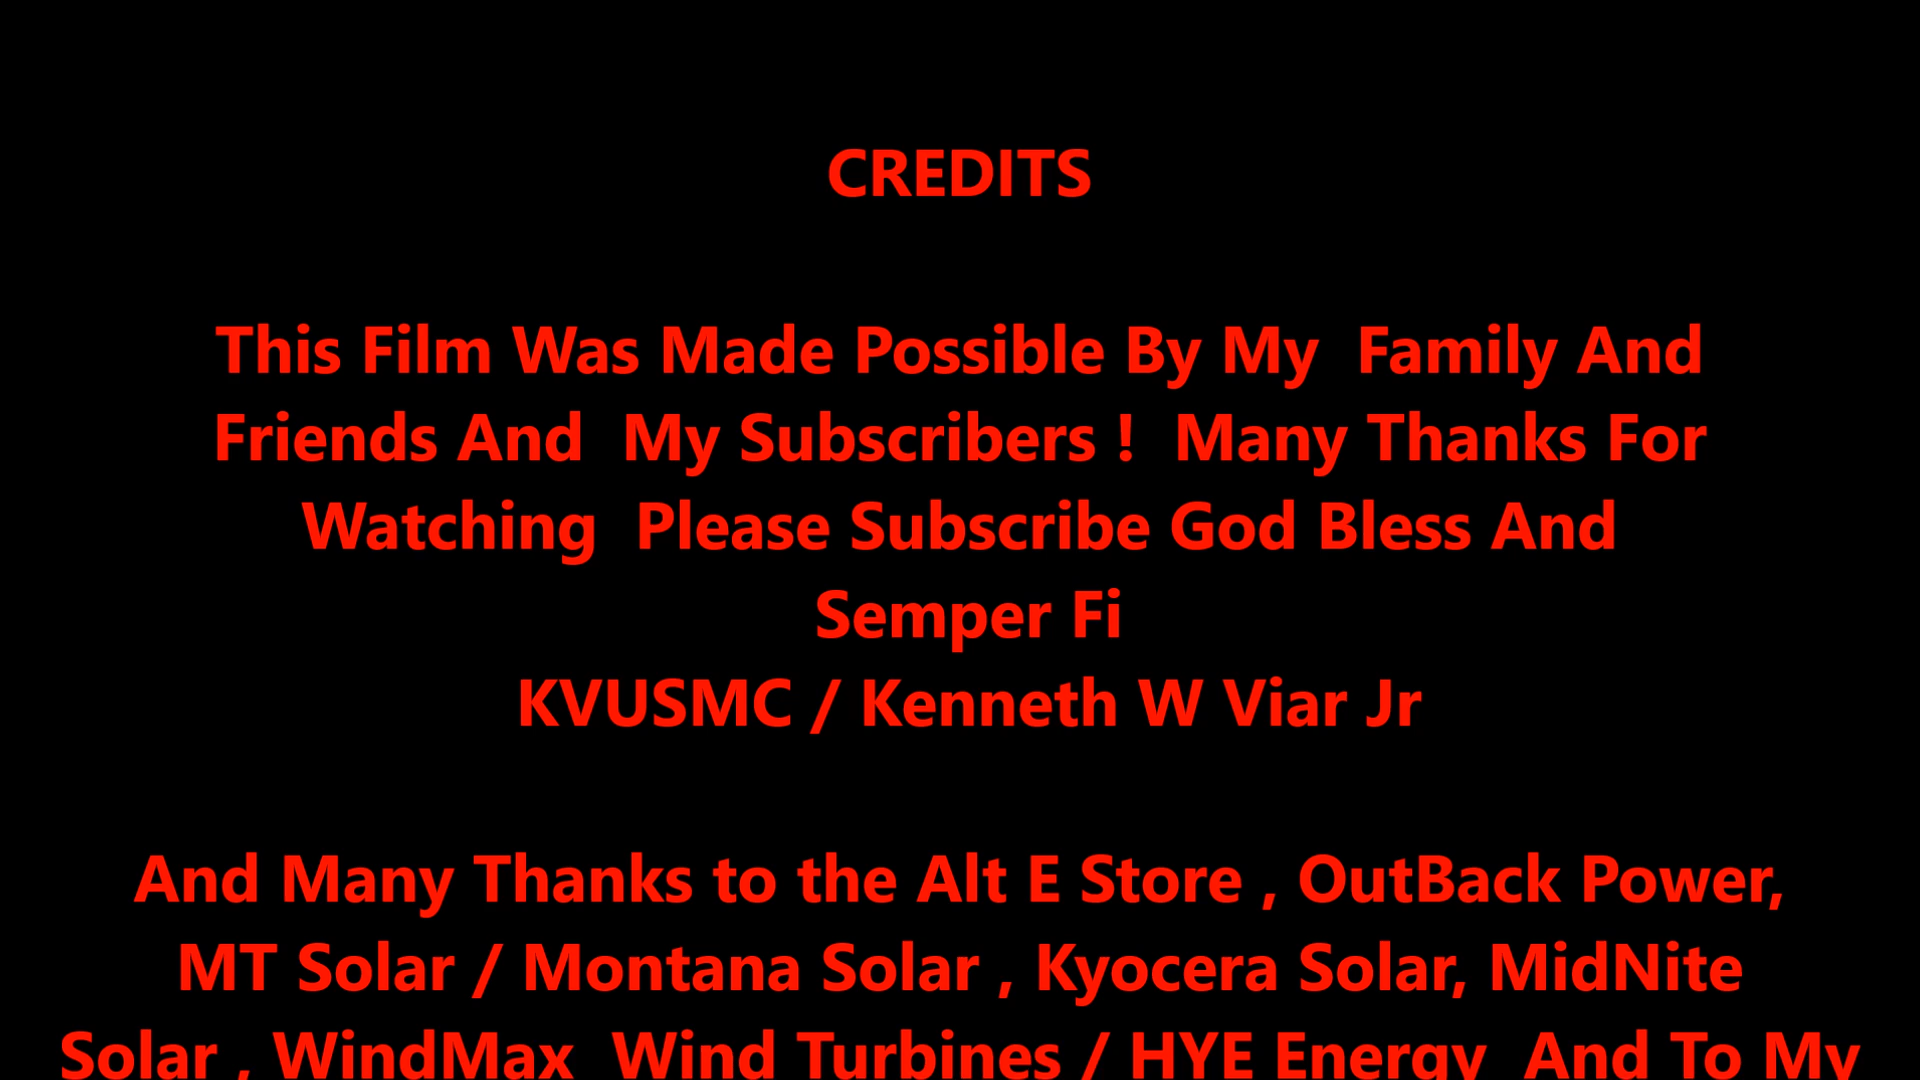 CREDITS
This Film Was Made Possible By My  Family And
Friends And  My Subscribers !  Many Thanks For
Watching  Please Subscribe God Bless And
Semper Fi
KVUSMC / Kenneth W Viar Jr
And Many Thanks to the Alt E Store , OutBack Power,
MT Solar / Montana Solar , Kyocera Solar, MidNite
Solar , WindMax  Wind Turbines / HYE Energy  And To My